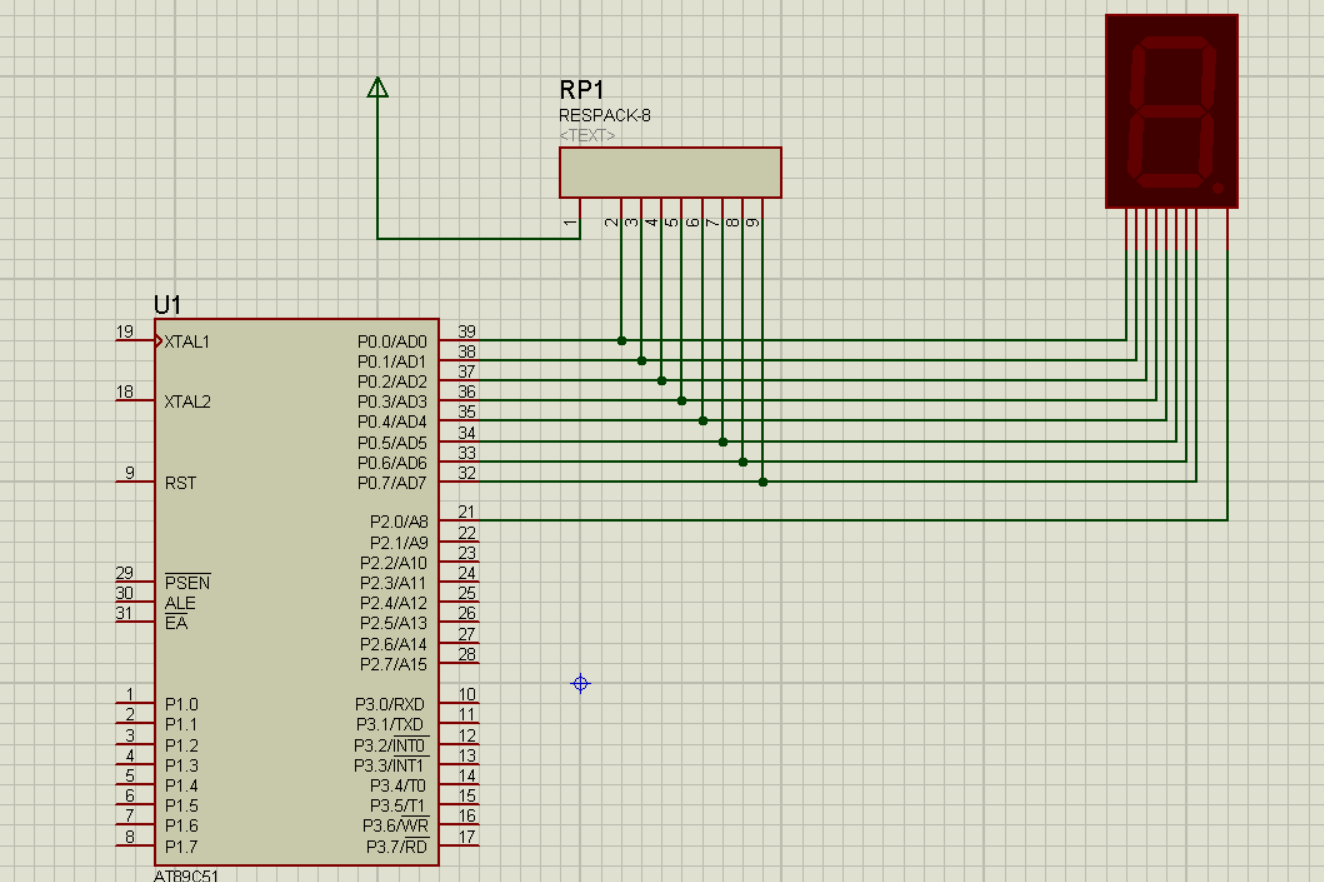 RP1
RESPACK-8
<TEXT>
1 2 3 4 5 6 7 8 9
U1
19 XTAL1 P0.0/AD0 39
P0.1/AD1 38
P0.2/AD2 37
18 XTAL2 P0.3/AD3 36
P0.4/AD4 35
P0.5/AD5 34
P0.6/AD6 33
9 RST P0.7/AD7 32
P2.0/A8 21
P2.1/A9 22
P2.2/A10 23
29 PSEN P2.3/A11 24
30 ALE P2.4/A12 25
31 EA P2.5/A13 26
P2.6/A14 27
P2.7/A15 28
1 P1.0 P3.0/RXD 10
2 P1.1 P3.1/TXD 11
3 P1.2 P3.2/INT0 12
4 P1.3 P3.3/INT1 13
5 P1.4 P3.4/T0 14
6 P1.5 P3.5/T1 15
7 P1.6 P3.6/WR 16
8 P1.7 P3.7/RD 17
AT89C51